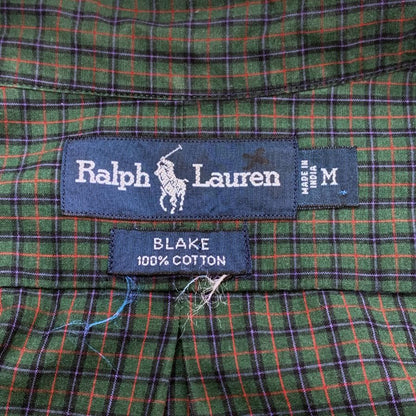 Ralph Lauren
MADE IN
INDIA
M
BLAKE
100% COTTON